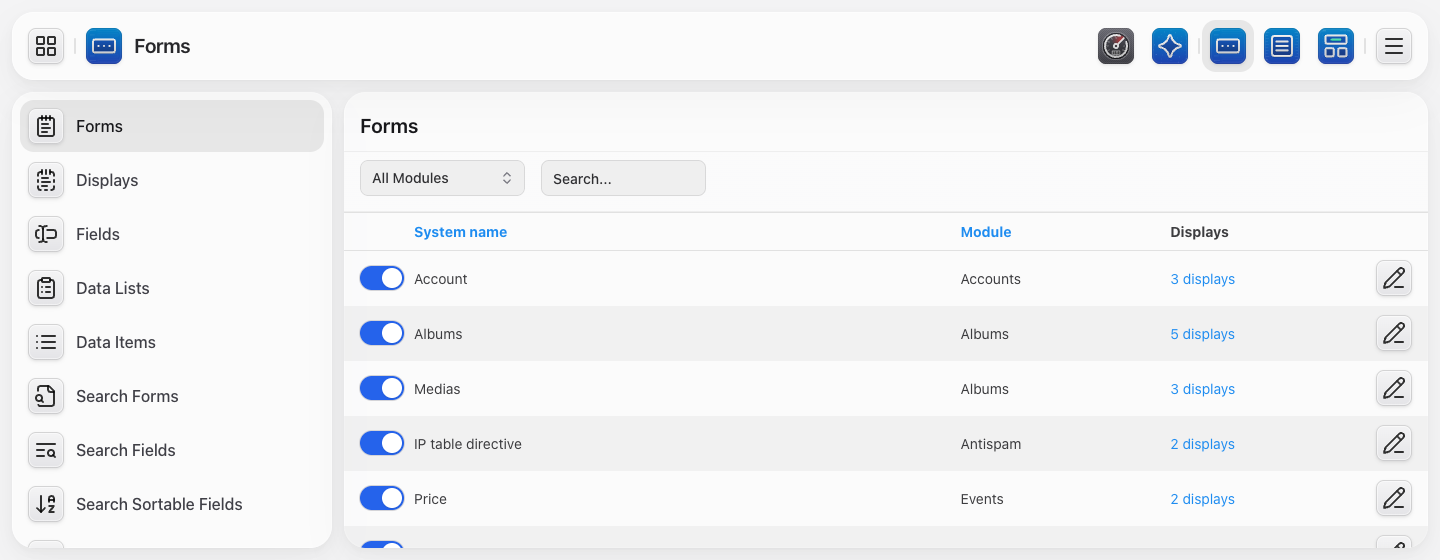 Forms
Forms
Displays
Fields
Data Lists
Data Items
Search Forms
Search Fields
Search Sortable Fields
Forms
All Modules Search...
System name Module Displays
Account Accounts 3 displays
Albums Albums 5 displays
Medias Albums 3 displays
IP table directive Antispam 2 displays
Price Events 2 displays